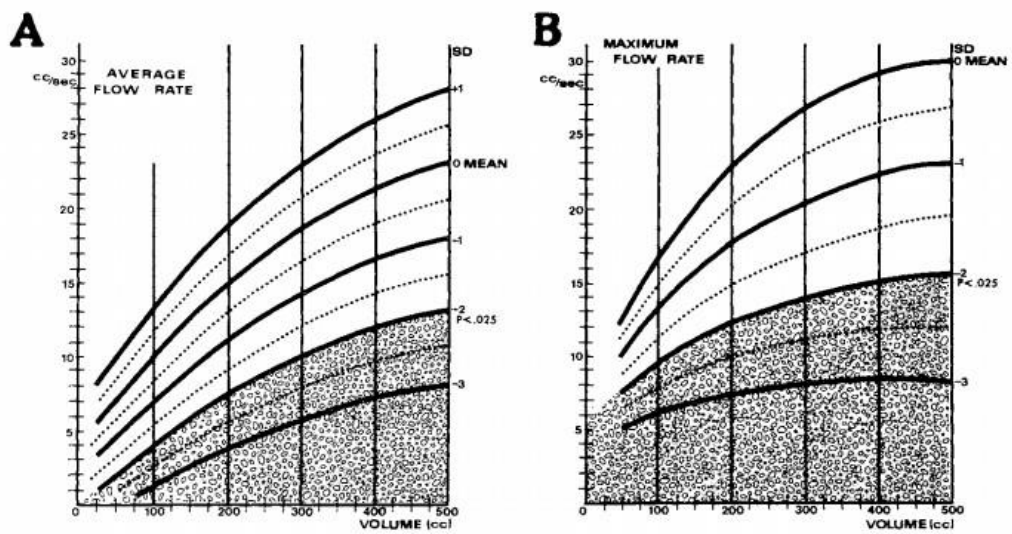 A
AVERAGE
FLOW RATE
cc/sec
30
25
20
15
10
5
0
100
200
300
400
500
VOLUME (cc)
SD
+1
0 MEAN
-1
-2
P<.025
-3
B
MAXIMUM
FLOW RATE
cc/sec
30
25
20
15
10
5
0
100
200
300
400
500
VOLUME (cc)
SD
0 MEAN
-1
-2
P<.025
-3